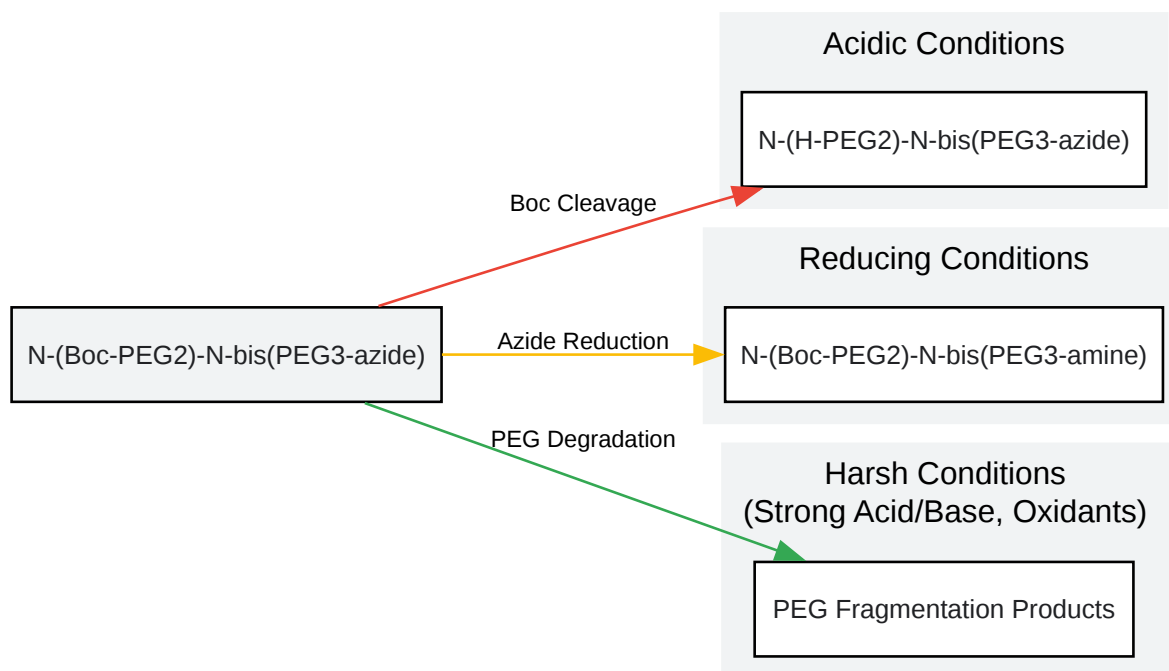 Acidic Conditions
N-(H-PEG2)-N-bis(PEG3-azide)
Boc Cleavage
Reducing Conditions
N-(Boc-PEG2)-N-bis(PEG3-azide)
Azide Reduction
N-(Boc-PEG2)-N-bis(PEG3-amine)
PEG Degradation
Harsh Conditions
(Strong Acid/Base, Oxidants)
PEG Fragmentation Products